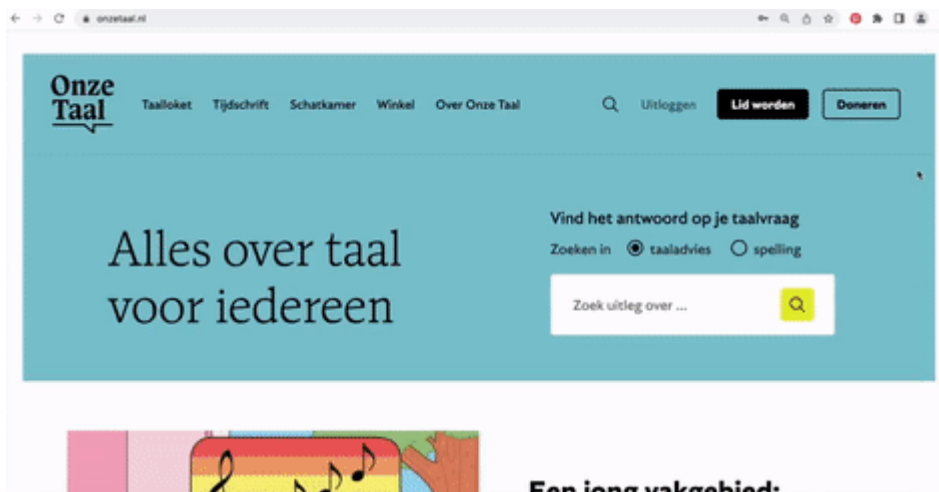 onzetaal.nl
Onze
Taal
Taalloket Tijdschrift Schatkamer Winkel Over Onze Taal Uitloggen Lid worden Doneren
Alles over taal
voor iedereen
Vind het antwoord op je taalvraag
Zoeken in taaladvies spelling
Zoek uitleg over ...
Een jong vakgebied: